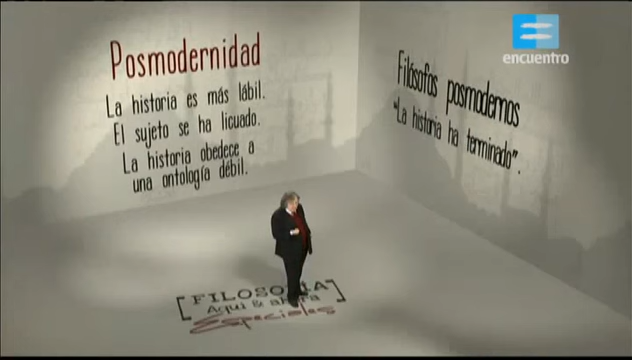 Posmodernidad
La historia es más lábil.
El sujeto se ha licuado.
La historia obedece a
una ontología débil.
Filósofos posmodernos
"La historia ha terminado".
encuentro
FILOSOFIA
Aquí & ahora
Especiales